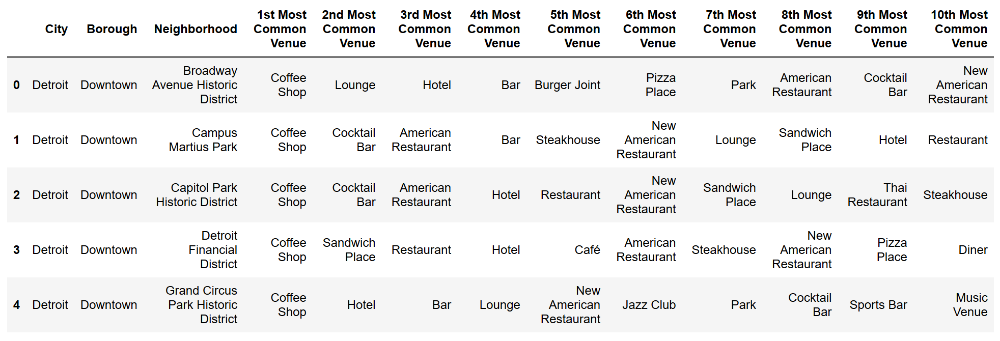 City Borough Neighborhood 1st Most Common Venue 2nd Most Common Venue 3rd Most Common Venue 4th Most Common Venue 5th Most Common Venue 6th Most Common Venue 7th Most Common Venue 8th Most Common Venue 9th Most Common Venue 10th Most Common Venue
0 Detroit Downtown Broadway Avenue Historic District Coffee Shop Lounge Hotel Bar Burger Joint Pizza Place Park American Restaurant Cocktail Bar New American Restaurant
1 Detroit Downtown Campus Martius Park Coffee Shop Cocktail Bar American Restaurant Bar Steakhouse New American Restaurant Lounge Sandwich Place Hotel Restaurant
2 Detroit Downtown Capitol Park Historic District Coffee Shop Cocktail Bar American Restaurant Hotel Restaurant New American Restaurant Sandwich Place Lounge Thai Restaurant Steakhouse
3 Detroit Downtown Detroit Financial District Coffee Shop Sandwich Place Restaurant Hotel Café American Restaurant Steakhouse New American Restaurant Pizza Place Diner
4 Detroit Downtown Grand Circus Park Historic District Coffee Shop Hotel Bar Lounge New American Restaurant Jazz Club Park Cocktail Bar Sports Bar Music Venue